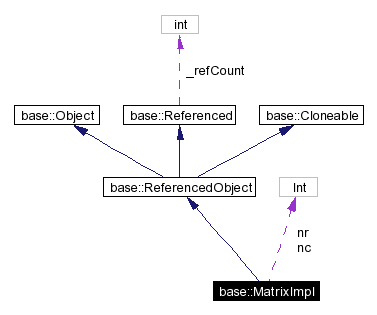 int
_refCount
base::Object
base::Referenced
base::Cloneable
base::ReferencedObject
Int
nr
nc
base::MatrixImpl